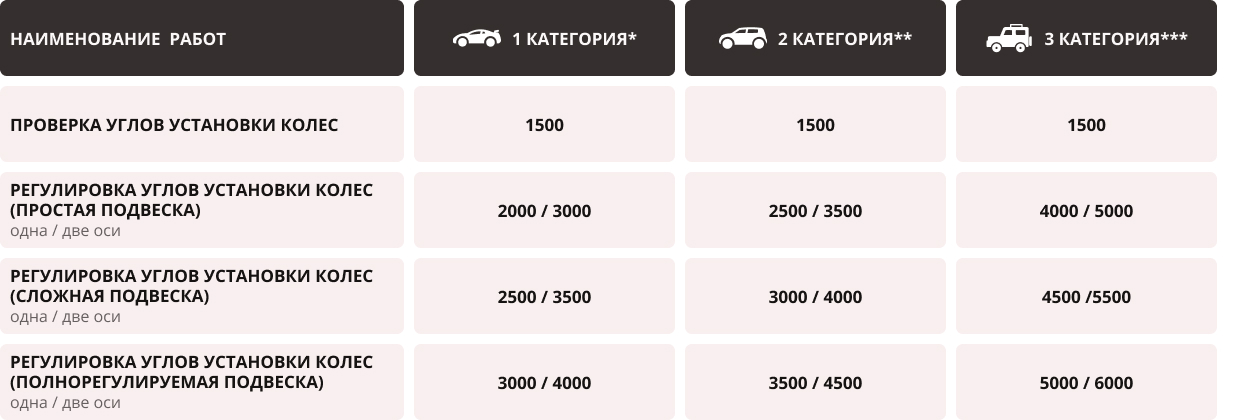 НАИМЕНОВАНИЕ РАБОТ
1 КАТЕГОРИЯ*
2 КАТЕГОРИЯ**
3 КАТЕГОРИЯ***
ПРОВЕРКА УГЛОВ УСТАНОВКИ КОЛЕС
1500
1500
1500
РЕГУЛИРОВКА УГЛОВ УСТАНОВКИ КОЛЕС
(ПРОСТАЯ ПОДВЕСКА)
одна / две оси
2000 / 3000
2500 / 3500
4000 / 5000
РЕГУЛИРОВКА УГЛОВ УСТАНОВКИ КОЛЕС
(СЛОЖНАЯ ПОДВЕСКА)
одна / две оси
2500 / 3500
3000 / 4000
4500 /5500
РЕГУЛИРОВКА УГЛОВ УСТАНОВКИ КОЛЕС
(ПОЛНОРЕГУЛИРУЕМАЯ ПОДВЕСКА)
одна / две оси
3000 / 4000
3500 / 4500
5000 / 6000